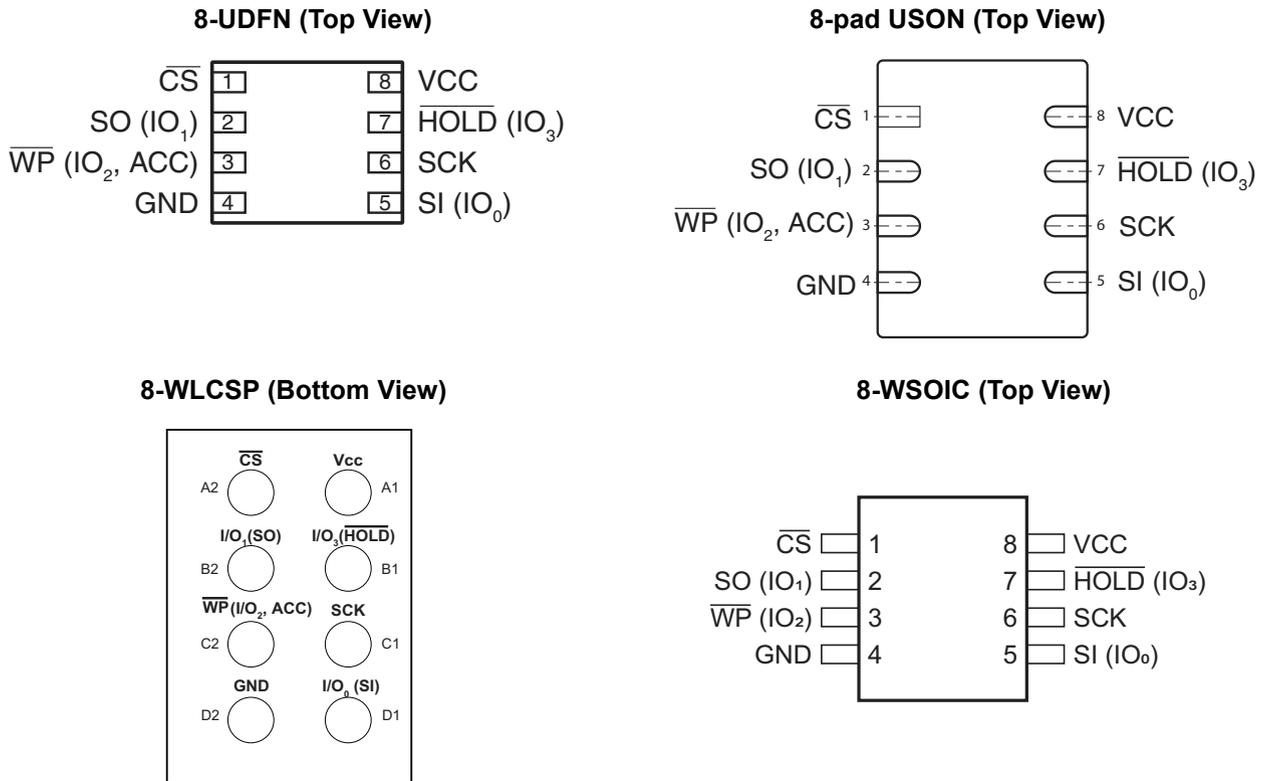 8-UDFN (Top View)
CS 1 8 VCC
SO (IO₁) 2 7 HOLD (IO₃)
WP (IO₂, ACC) 3 6 SCK
GND 4 5 SI (IO₀)
8-pad USON (Top View)
CS 1 8 VCC
SO (IO₁) 2 7 HOLD (IO₃)
WP (IO₂, ACC) 3 6 SCK
GND 4 5 SI (IO₀)
8-WLCSP (Bottom View)
CS Vcc
A2 A1
I/O₁(SO) I/O₃(HOLD)
B2 B1
WP(I/O₂, ACC) SCK
C2 C1
GND I/O₀ (SI)
D2 D1
8-WSOIC (Top View)
CS 1 8 VCC
SO (IO₁) 2 7 HOLD (IO₃)
WP (IO₂) 3 6 SCK
GND 4 5 SI (IO₀)